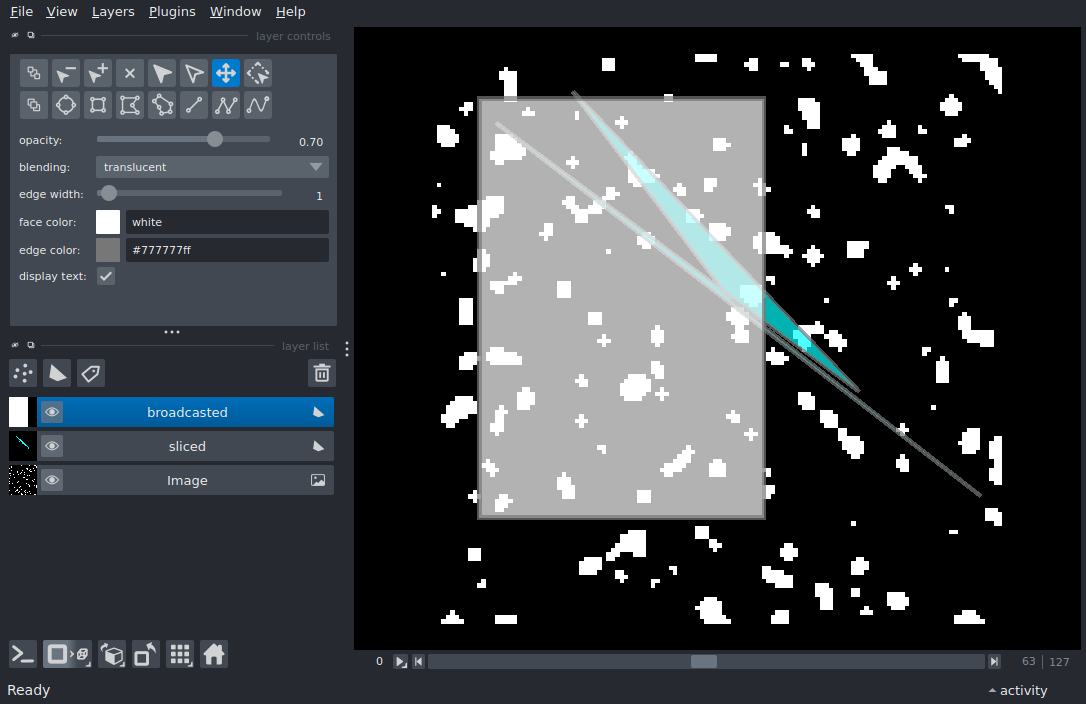 File View Layers Plugins Window Help
layer controls
opacity: 0.70
blending: translucent
edge width: 1
face color: white
edge color: #777777ff
display text:
layer list
broadcasted
sliced
Image
0 63 127
Ready activity